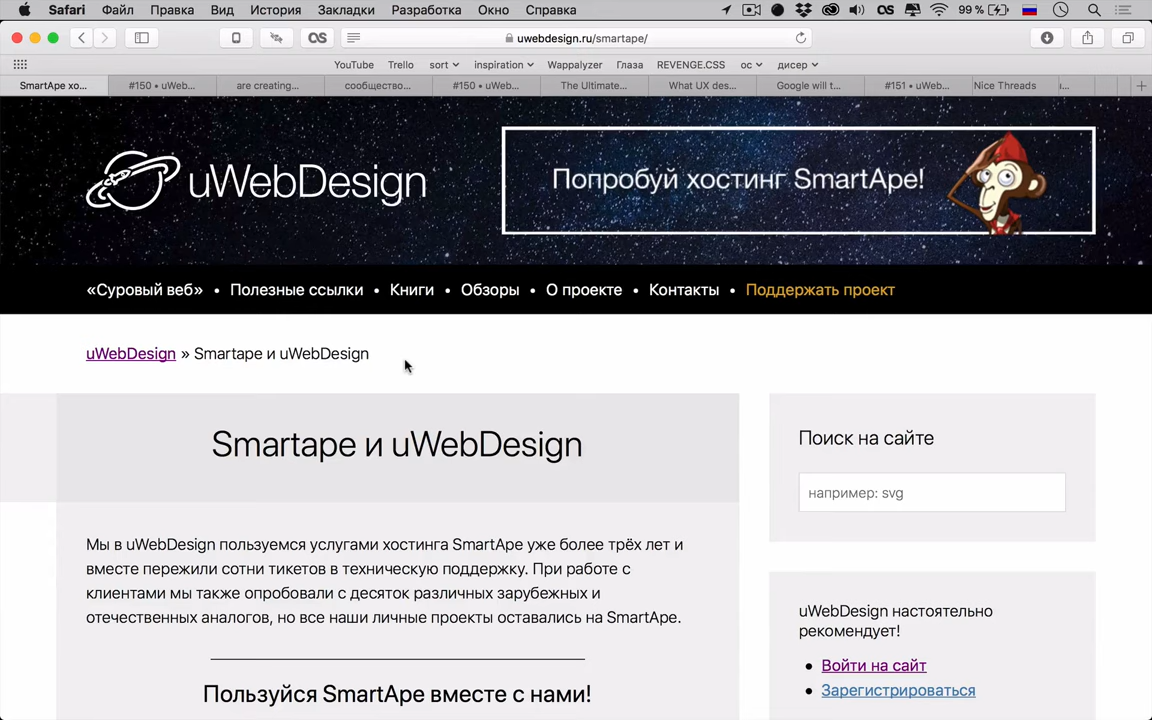 Safari Файл Правка Вид История Закладки Разработка Окно Справка 99 %
uwebdesign.ru/smartape/
YouTube Trello sort inspiration Wappalyzer Глаза REVENGE.CSS ос дисер
SmartApe хо... #150 • uWeb... are creating... сообщество... #150 • uWeb... The Ultimate... What UX des... Google will t... #151 • uWeb... Nice Threads
uWebDesign
Попробуй хостинг SmartApe!
«Суровый веб» • Полезные ссылки • Книги • Обзоры • О проекте • Контакты • Поддержать проект
uWebDesign » Smartape и uWebDesign
Smartape и uWebDesign
Мы в uWebDesign пользуемся услугами хостинга SmartApe уже более трёх лет и
вместе пережили сотни тикетов в техническую поддержку. При работе с
клиентами мы также опробовали с десяток различных зарубежных и
отечественных аналогов, но все наши личные проекты оставались на SmartApe.
Пользуйся SmartApe вместе с нами!
Поиск на сайте
например: svg
uWebDesign настоятельно
рекомендует!
• Войти на сайт
• Зарегистрироваться